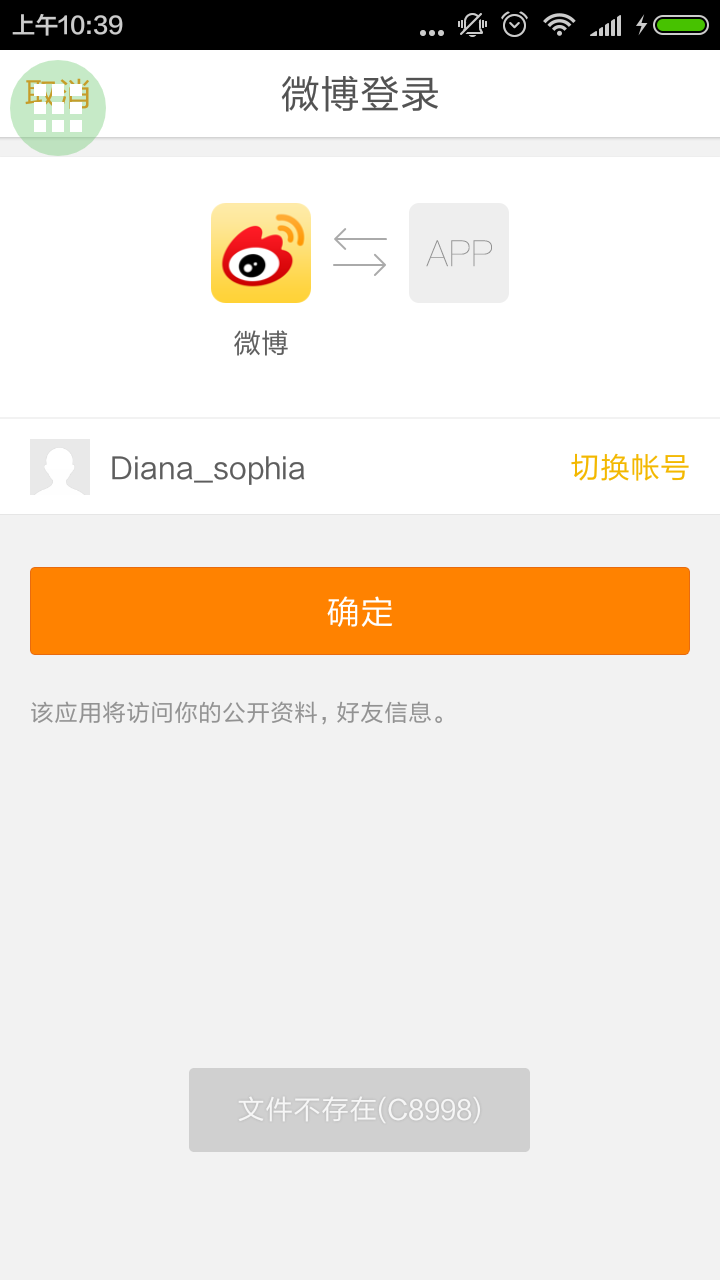 上午10:39
取消
微博登录
APP
微博
Diana_sophia
切换帐号
确定
该应用将访问你的公开资料，好友信息。
文件不存在(C8998)